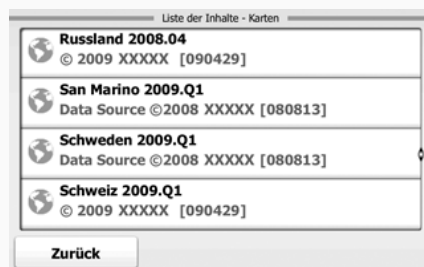 Liste der Inhalte - Karten
Russland 2008.04
© 2009 XXXXX [090429]
San Marino 2009.Q1
Data Source ©2008 XXXXX [080813]
Schweden 2009.Q1
Data Source ©2008 XXXXX [080813]
Schweiz 2009.Q1
© 2009 XXXXX [090429]
Zurück